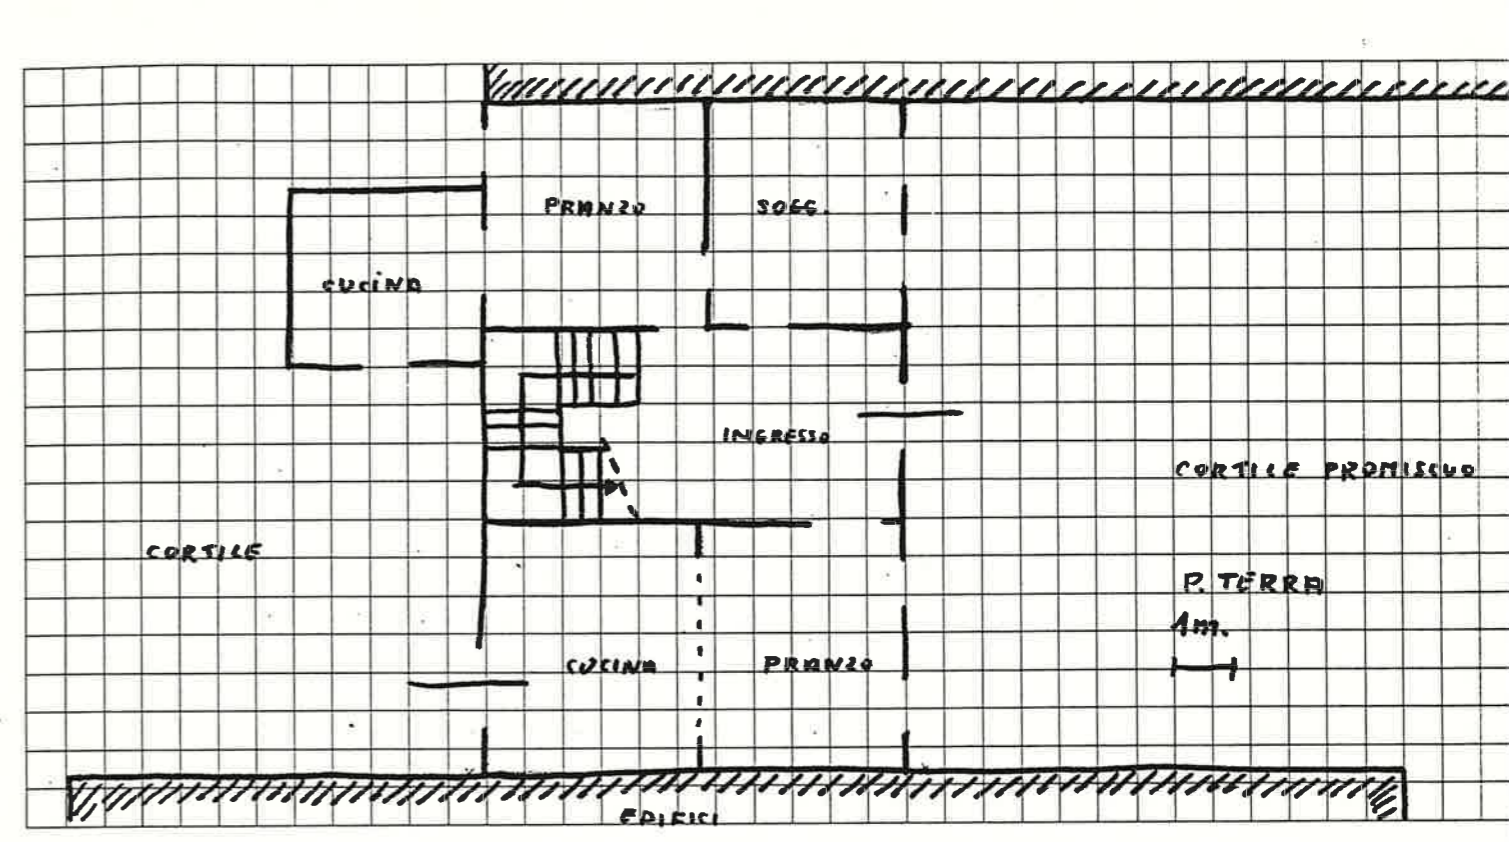 PRANZO
SOGG.
CUCINA
INGRESSO
CORTILE PROMISCUO
CORTILE
P. TERRA
1m.
CUCINA
PRANZO
EDIFICI